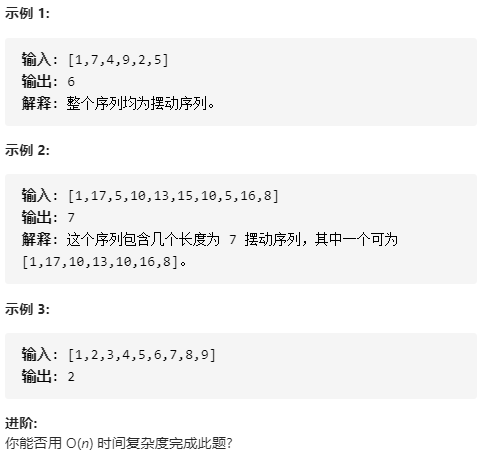 示例 1:
输入: [1,7,4,9,2,5]
输出: 6
解释: 整个序列均为摆动序列。
示例 2:
输入: [1,17,5,10,13,15,10,5,16,8]
输出: 7
解释: 这个序列包含几个长度为 7 摆动序列，其中一个可为
[1,17,10,13,10,16,8]。
示例 3:
输入: [1,2,3,4,5,6,7,8,9]
输出: 2
进阶:
你能否用 O(n) 时间复杂度完成此题?